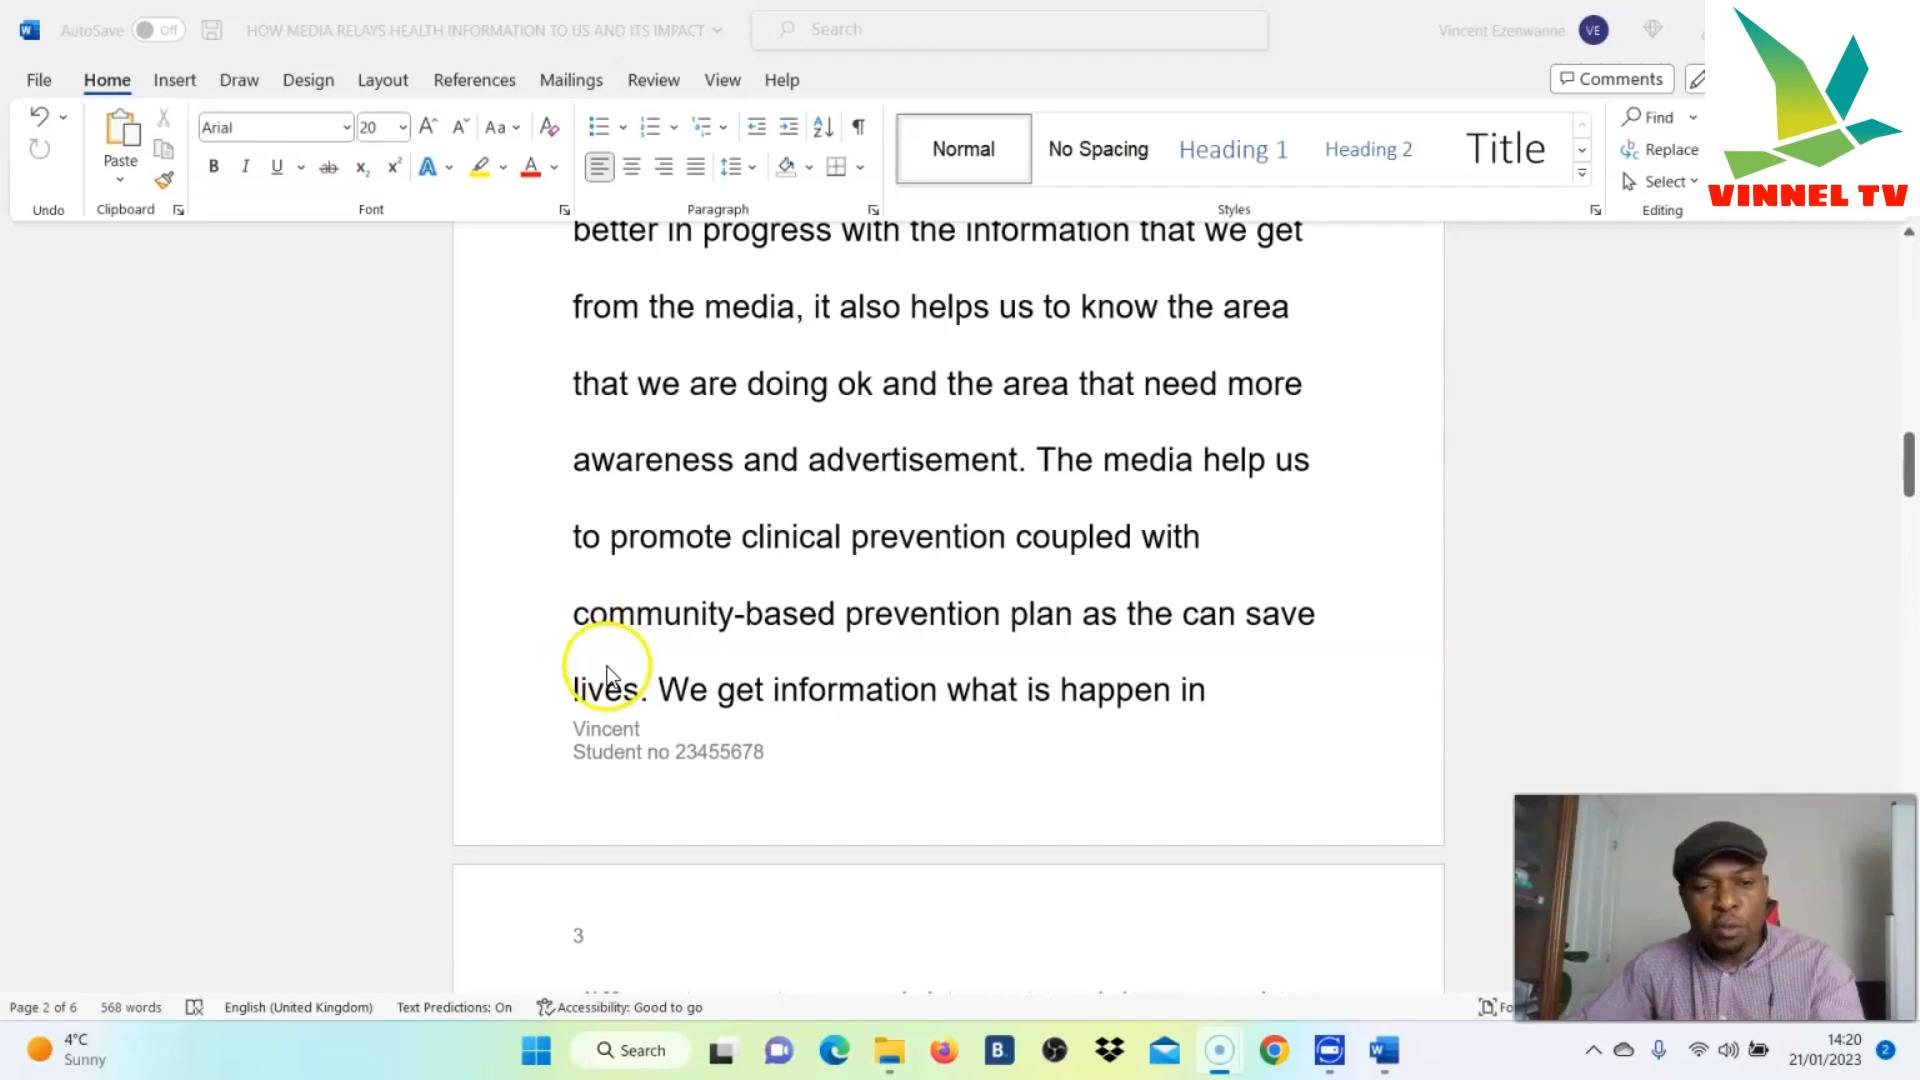 AutoSave Off HOW MEDIA RELAYS HEALTH INFORMATION TO US AND ITS IMPACT Search Vincent Ezenwanne VE
File Home Insert Draw Design Layout References Mailings Review View Help Comments
Arial 20 Aa
Paste
Normal No Spacing Heading 1 Heading 2 Title
Find
Replace
Select
Undo Clipboard Font Paragraph Styles Editing
VINNEL TV
better in progress with the information that we get
from the media, it also helps us to know the area
that we are doing ok and the area that need more
awareness and advertisement. The media help us
to promote clinical prevention coupled with
community-based prevention plan as the can save
lives. We get information what is happen in
Vincent
Student no 23455678
3
Page 2 of 6 568 words English (United Kingdom) Text Predictions: On Accessibility: Good to go Fo
4°C
Sunny
Search
14:20
21/01/2023
2